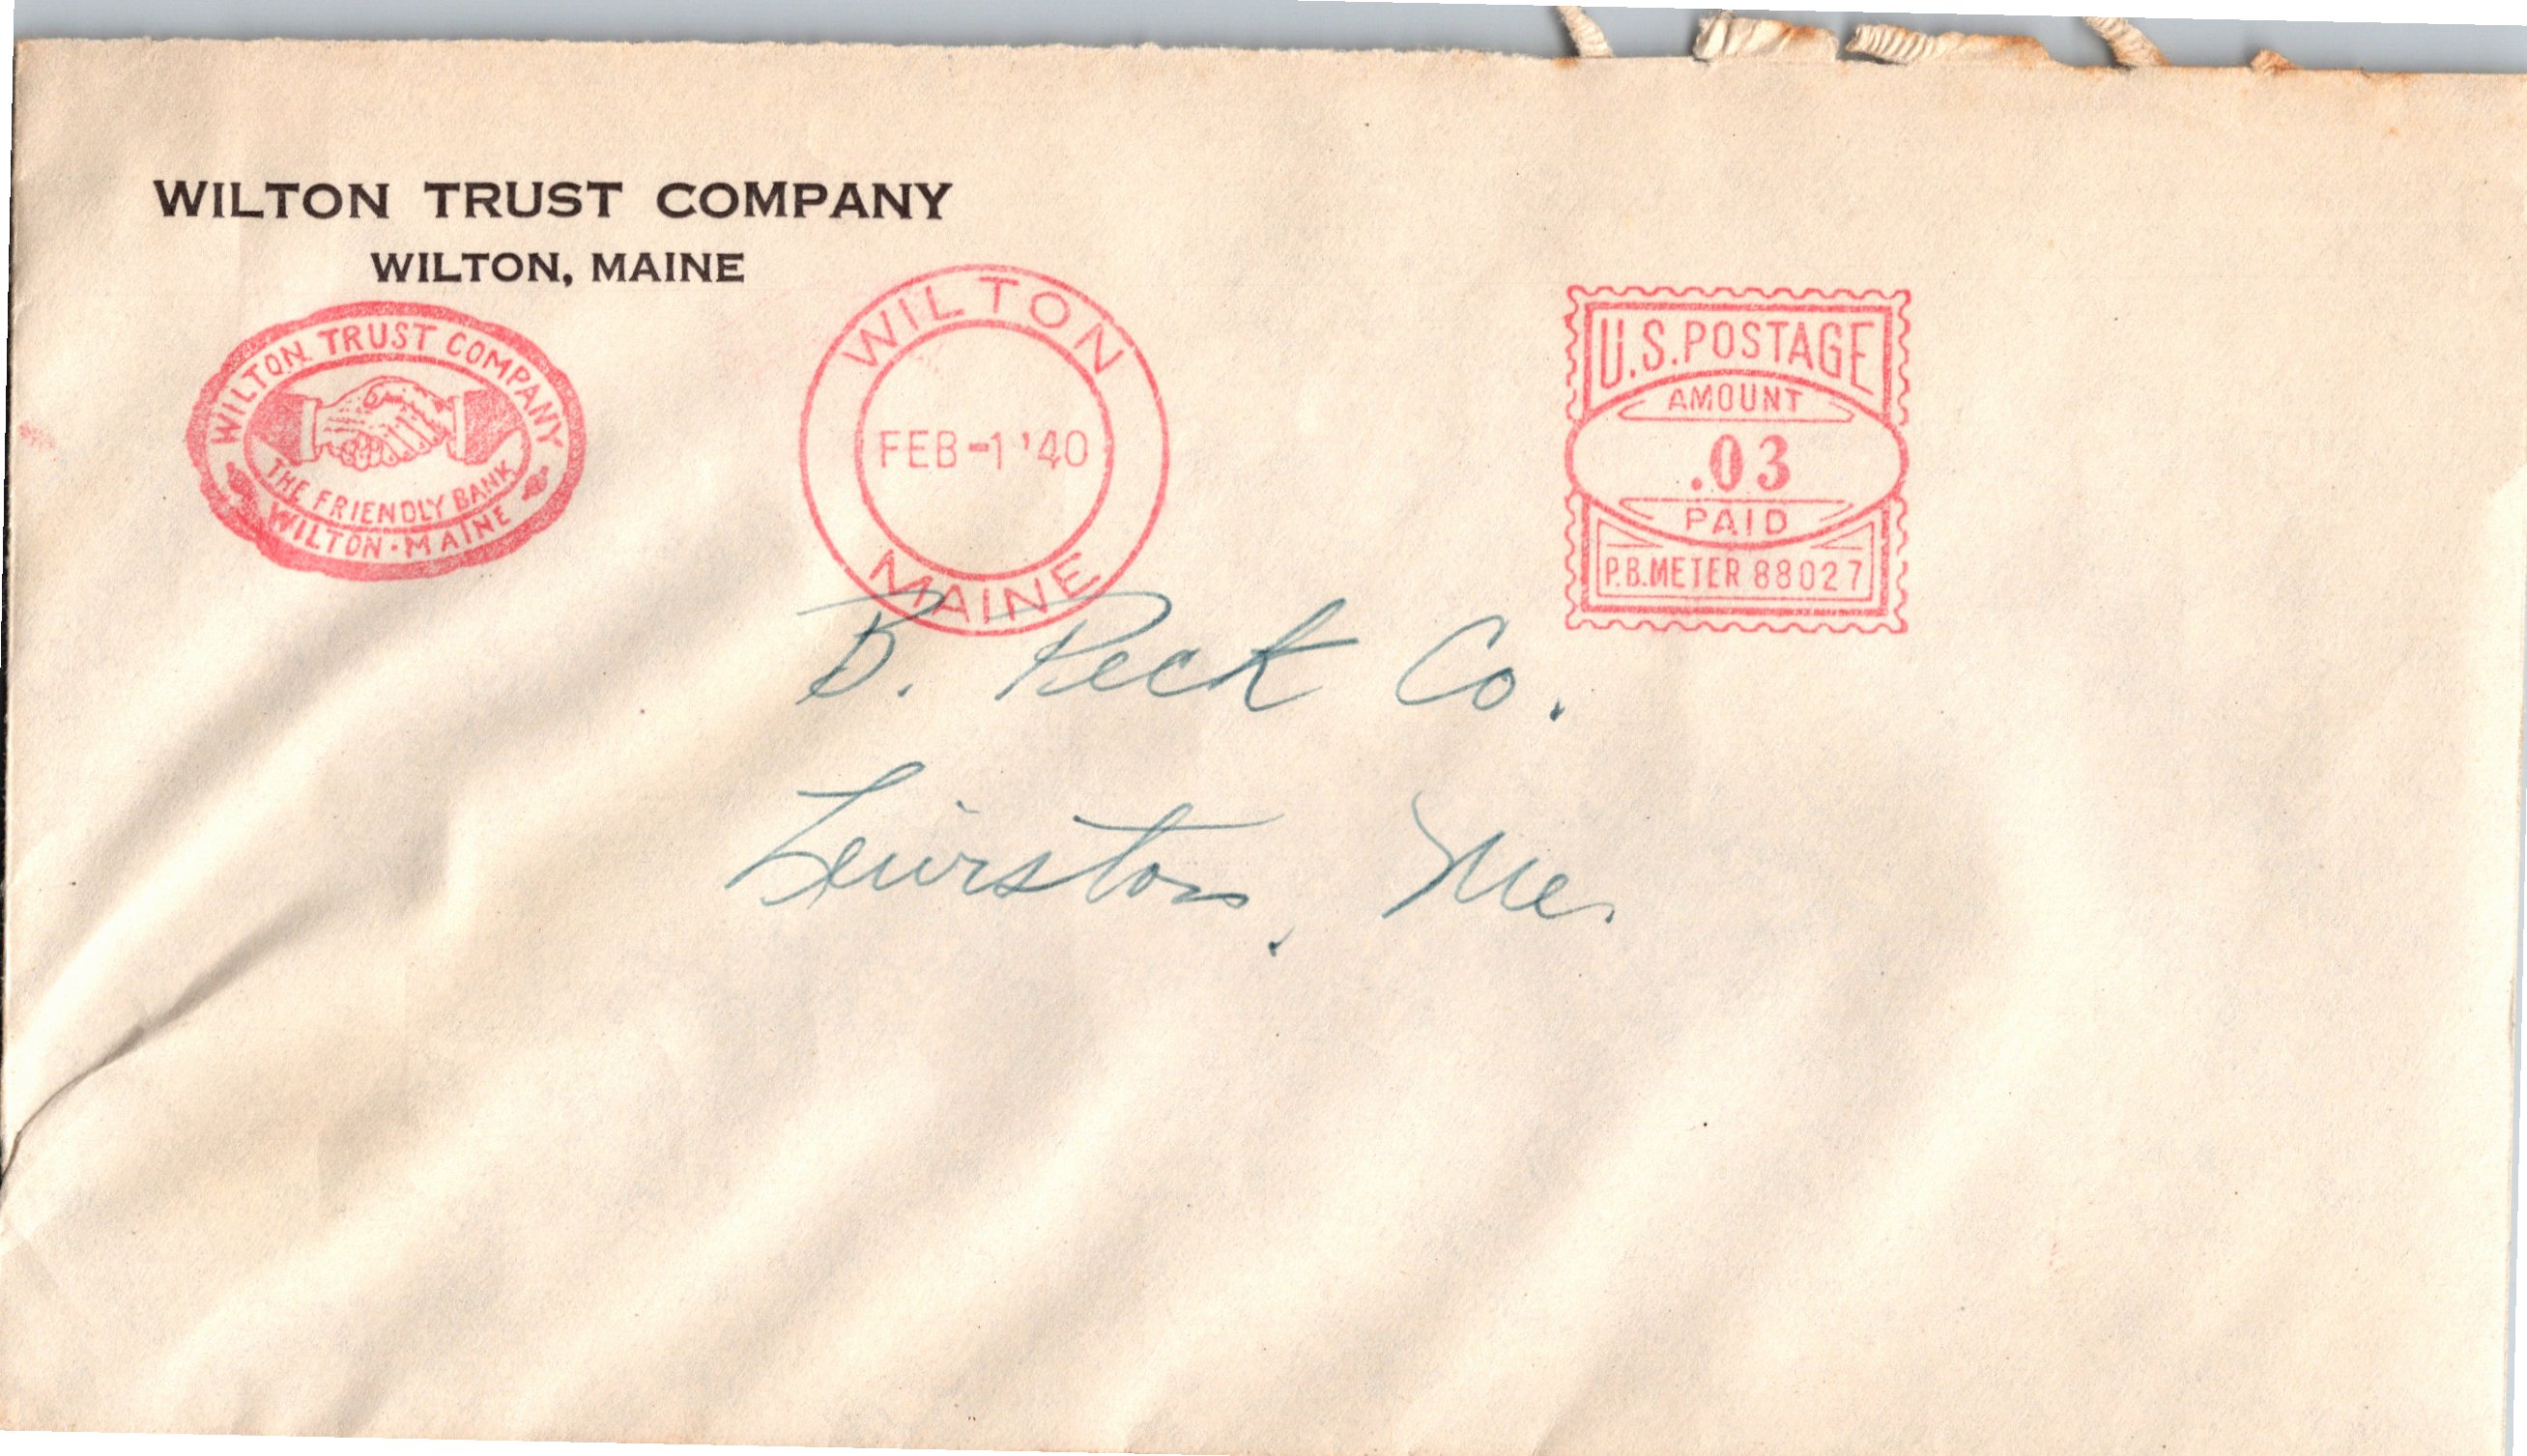 WILTON TRUST COMPANY
WILTON, MAINE
WILTON TRUST COMPANY
THE FRIENDLY BANK
WILTON · MAINE
WILTON
FEB-1 '40
MAINE
U.S. POSTAGE
AMOUNT
.03
PAID
P.B. METER 88027
B. Peck Co.
Lewiston, Me.